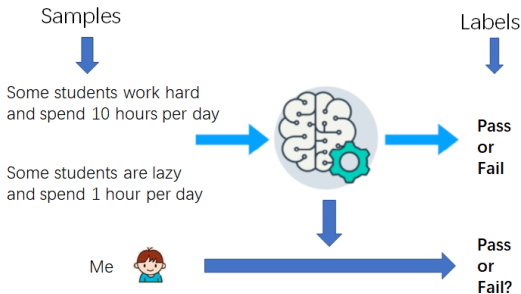 Samples
Labels
Some students work hard
and spend 10 hours per day
Some students are lazy
and spend 1 hour per day
Pass
or
Fail
Me
Pass
or
Fail?